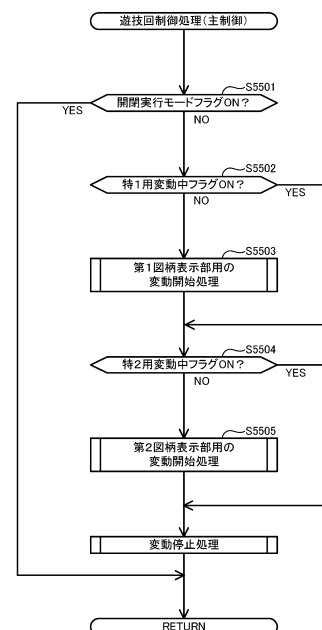 遊技回制御処理(主制御)
S5501
開閉実行モードフラグON?
YES
NO
S5502
特1用変動中フラグON?
YES
NO
S5503
第1図柄表示部用の
変動開始処理
S5504
特2用変動中フラグON?
YES
NO
S5505
第2図柄表示部用の
変動開始処理
変動停止処理
RETURN